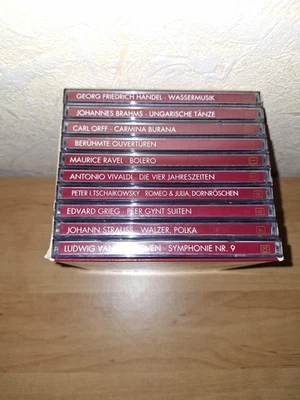 GEORG FRIEDRICH HÄNDEL · WASSERMUSIK
JOHANNES BRAHMS · UNGARISCHE TÄNZE
CARL ORFF · CARMINA BURANA
BERÜHMTE OUVERTÜREN
MAURICE RAVEL · BOLERO
ANTONIO VIVALDI · DIE VIER JAHRESZEITEN
PETER I. TSCHAIKOWSKY · ROMEO & JULIA, DORNRÖSCHEN
EDVARD GRIEG · PEER GYNT SUITEN
JOHANN STRAUSS · WALZER, POLKA
LUDWIG VAN BEETHOVEN · SYMPHONIE NR. 9